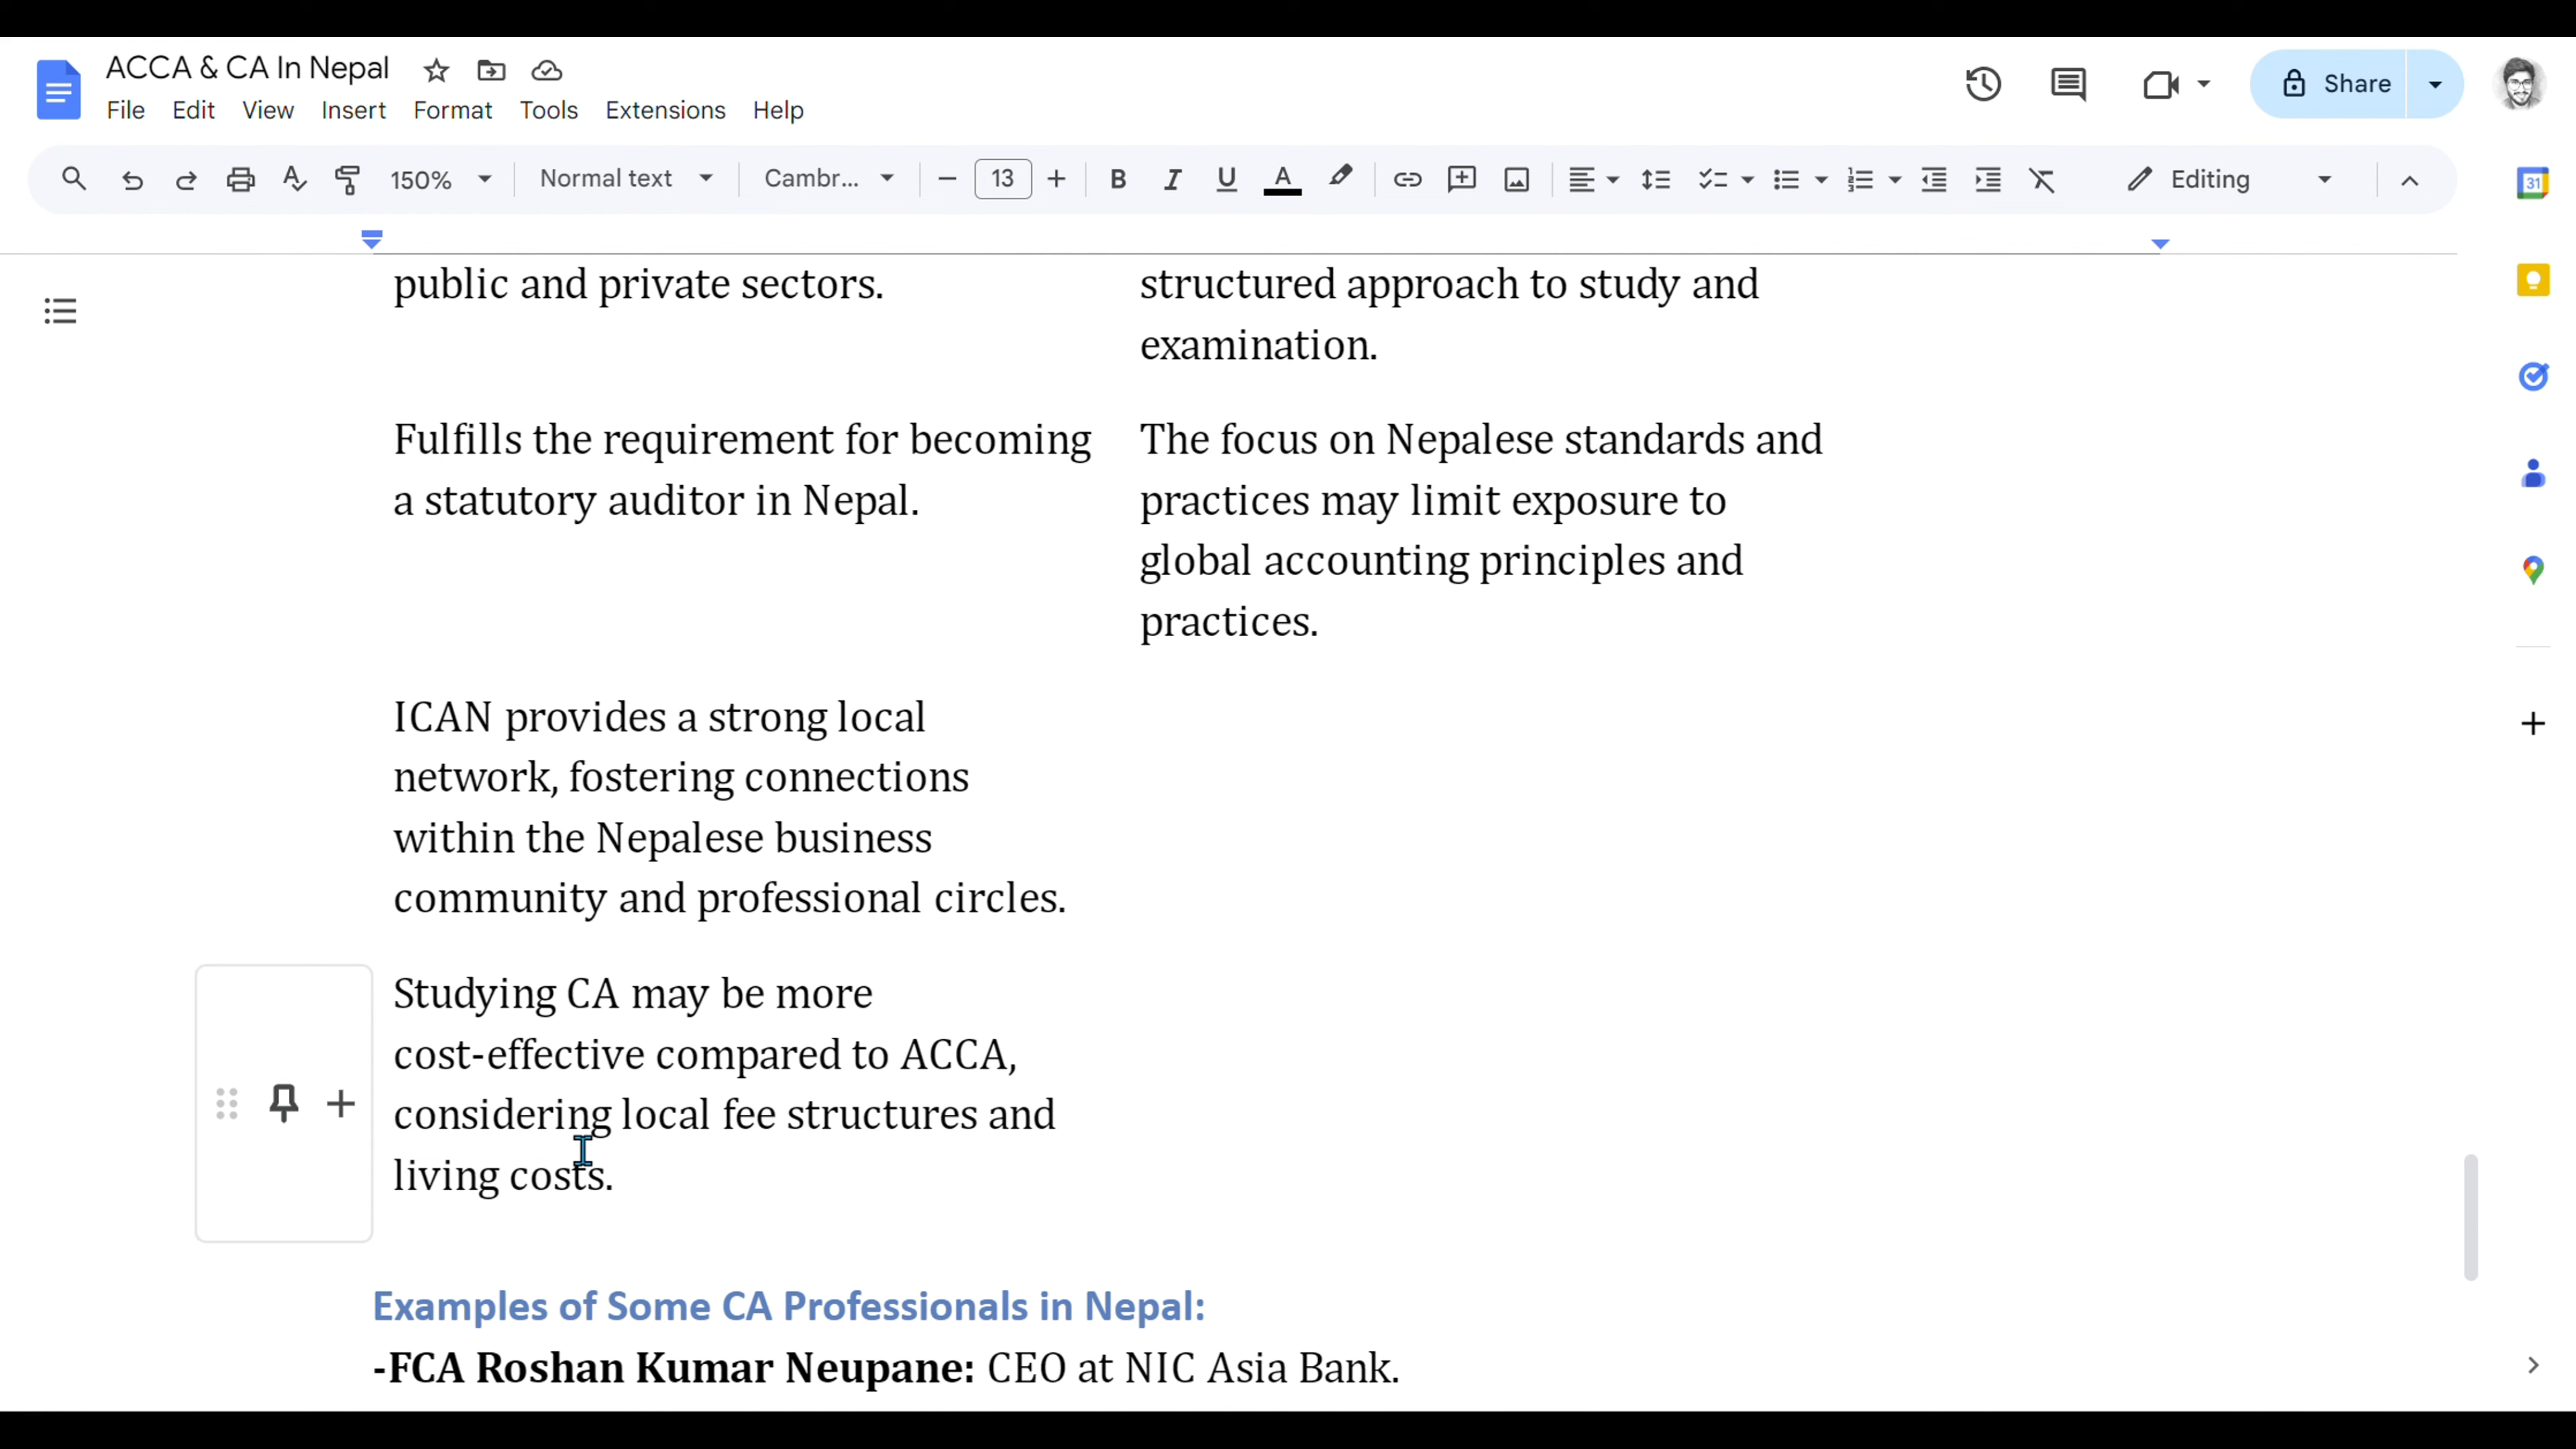 ACCA & CA In Nepal
File Edit View Insert Format Tools Extensions Help
Share
150% Normal text Cambr... 13 B I U A Editing
31
public and private sectors.
structured approach to study and
examination.
Fulfills the requirement for becoming
a statutory auditor in Nepal.
The focus on Nepalese standards and
practices may limit exposure to
global accounting principles and
practices.
ICAN provides a strong local
network, fostering connections
within the Nepalese business
community and professional circles.
Studying CA may be more
cost-effective compared to ACCA,
considering local fee structures and
living costs.
Examples of Some CA Professionals in Nepal:
-FCA Roshan Kumar Neupane: CEO at NIC Asia Bank.